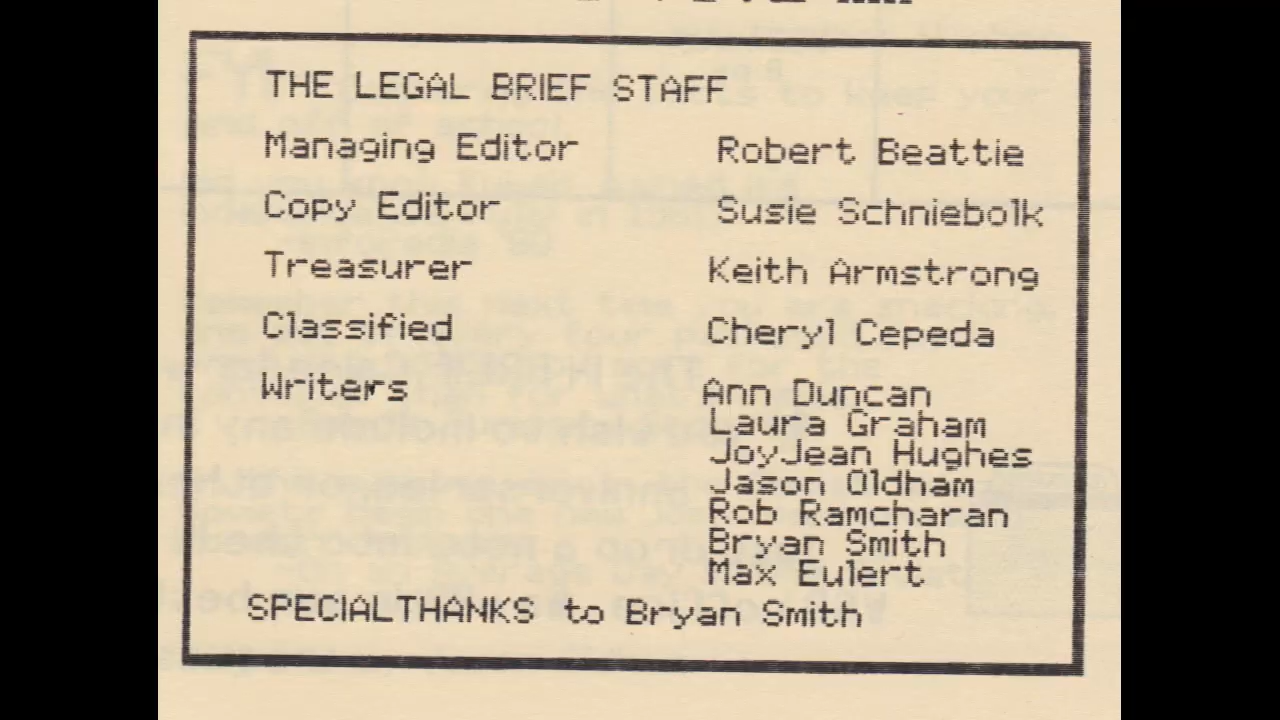 THE LEGAL BRIEF STAFF
Managing Editor Robert Beattie
Copy Editor Susie Schniebolk
Treasurer Keith Armstrong
Classified Cheryl Cepeda
Writers Ann Duncan
Laura Graham
JoyJean Hughes
Jason Oldham
Rob Ramcharan
Bryan Smith
Max Eulert
SPECIALTHANKS to Bryan Smith